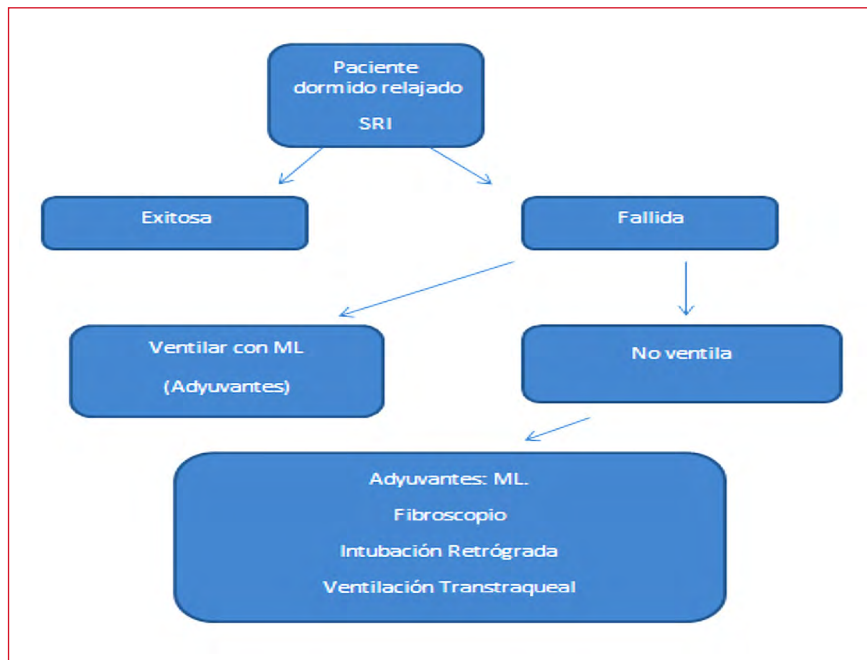 Paciente
dormido relajado
SRI
Exitosa
Fallida
Ventilar con ML
(Adyuvantes)
No ventila
Adyuvantes: ML.
Fibroscopio
Intubación Retrógrada
Ventilación Transtraqueal